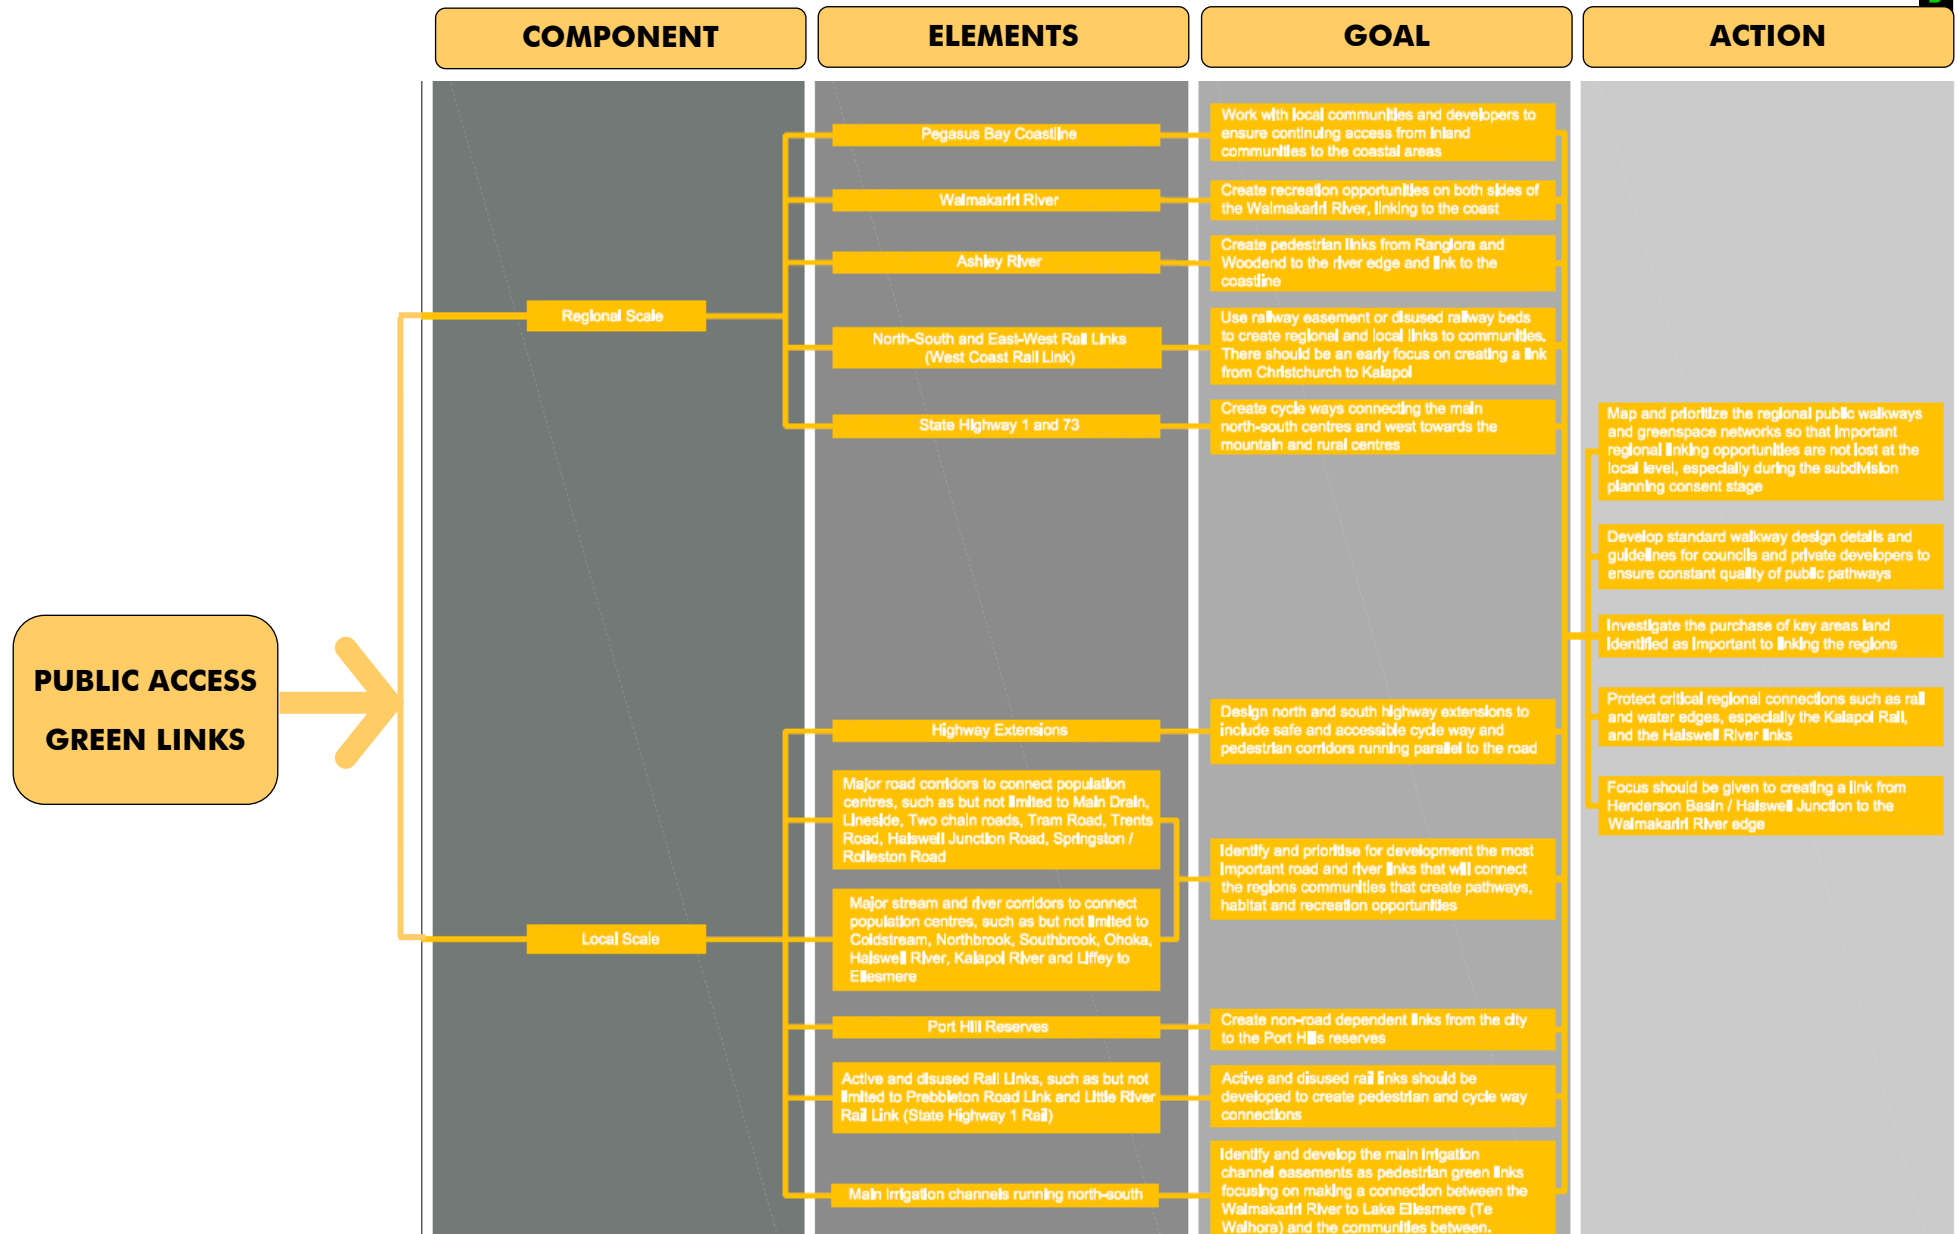 COMPONENT
ELEMENTS
GOAL
ACTION
PUBLIC ACCESS
GREEN LINKS
Regional Scale
Local Scale
Pegasus Bay Coastline
Waimakariri River
Ashley River
North-South and East-West Rail Links
(West Coast Rail Link)
State Highway 1 and 73
Highway Extensions
Major road corridors to connect population
centres, such as but not limited to Main Drain,
Lineside, Two chain roads, Tram Road, Trents
Road, Halswell Junction Road, Springston /
Rolleston Road
Major stream and river corridors to connect
population centres, such as but not limited to
Coldstream, Northbrook, Southbrook, Ohoka,
Halswell River, Kaiapoi River and Liffey to
Ellesmere
Port Hill Reserves
Active and disused Rail Links, such as but not
limited to Prebbleton Road Link and Little River
Rail Link (State Highway 1 Rail)
Main irrigation channels running north-south
Work with local communities and developers to
ensure continuing access from inland
communities to the coastal areas
Create recreation opportunities on both sides of
the Waimakariri River, linking to the coast
Create pedestrian links from Rangiora and
Woodend to the river edge and link to the
coastline
Use railway easement or disused railway beds
to create regional and local links to communities.
There should be an early focus on creating a link
from Christchurch to Kaiapoi
Create cycle ways connecting the main
north-south centres and west towards the
mountain and rural centres
Design north and south highway extensions to
include safe and accessible cycle way and
pedestrian corridors running parallel to the road
Identify and prioritise for development the most
important road and river links that will connect
the regions communities that create pathways,
habitat and recreation opportunities
Create non-road dependent links from the city
to the Port Hills reserves
Active and disused rail links should be
developed to create pedestrian and cycle way
connections
Identify and develop the main irrigation
channel easements as pedestrian green links
focusing on making a connection between the
Waimakariri River to Lake Ellesmere (Te
Waihora) and the communities between.
Map and prioritize the regional public walkways
and greenspace networks so that important
regional linking opportunities are not lost at the
local level, especially during the subdivision
planning consent stage
Develop standard walkway design details and
guidelines for councils and private developers to
ensure constant quality of public pathways
Investigate the purchase of key areas land
identified as important to linking the regions
Protect critical regional connections such as rail
and water edges, especially the Kaiapoi Rail,
and the Halswell River links
Focus should be given to creating a link from
Henderson Basin / Halswell Junction to the
Waimakariri River edge